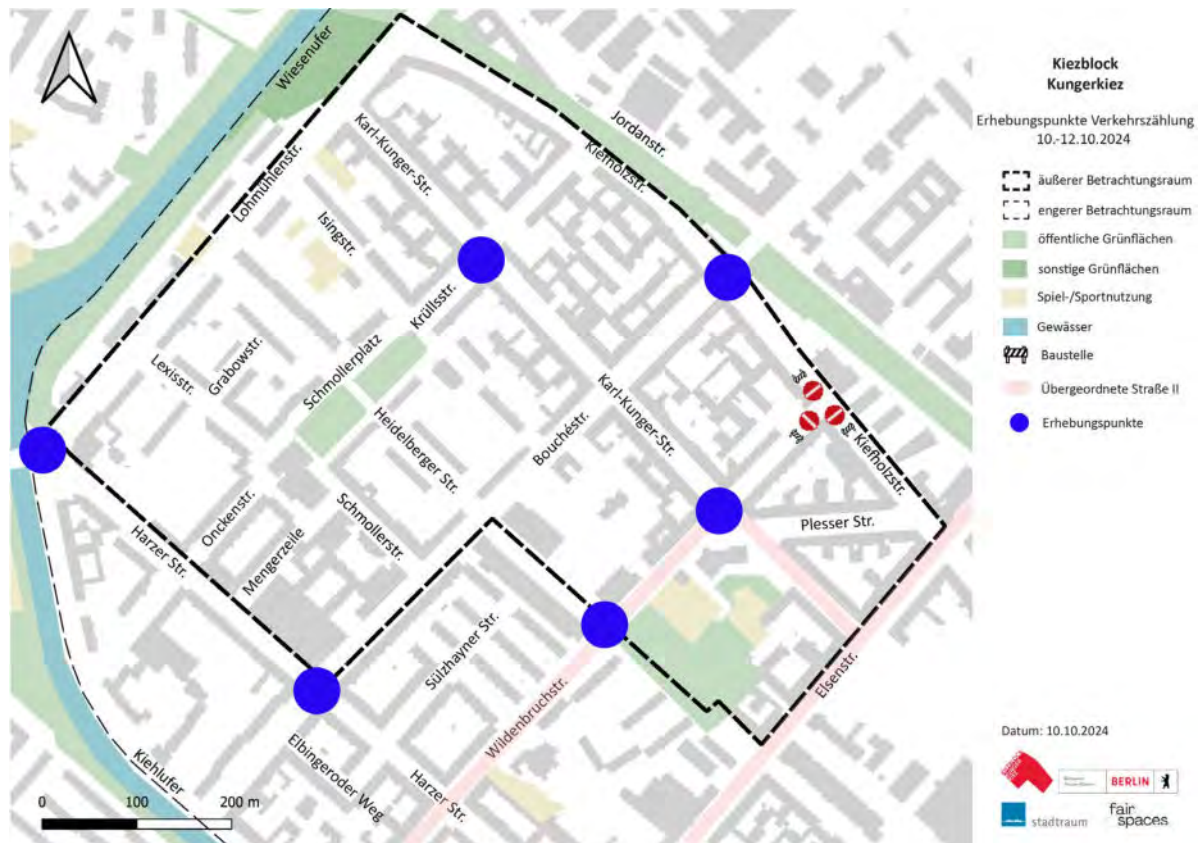 Wiesenufer
Jordanstr.
Karl-Kunger-Str.
Kiefholzstr.
Lohmühlenstr.
Isingstr.
Krüllsstr.
Schmollerplatz
Grabowstr.
Lexisstr.
Heidelberger Str.
Karl-Kunger-Str.
Bouchéstr.
Kiefholzstr.
Plesser Str.
Onckenstr.
Schmollerstr.
Harzer Str.
Mengerzeile
Sülzhayner Str.
Elsenstr.
Wildenbruchstr.
Kiehlufer
Elbingeroder Weg
Harzer Str.
0 100 200 m
Kiezblock
Kungerkiez
Erhebungspunkte Verkehrszählung
10.-12.10.2024
äußerer Betrachtungsraum
engerer Betrachtungsraum
öffentliche Grünflächen
sonstige Grünflächen
Spiel-/Sportnutzung
Gewässer
Baustelle
Übergeordnete Straße II
Erhebungspunkte
Datum: 10.10.2024
BERLIN
stadtraum
fair
spaces